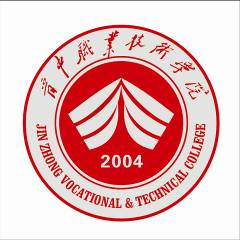 晋中职业技术学院
2004
JIN ZHONG VOCATIONAL & TECHNICAL COLLEGE